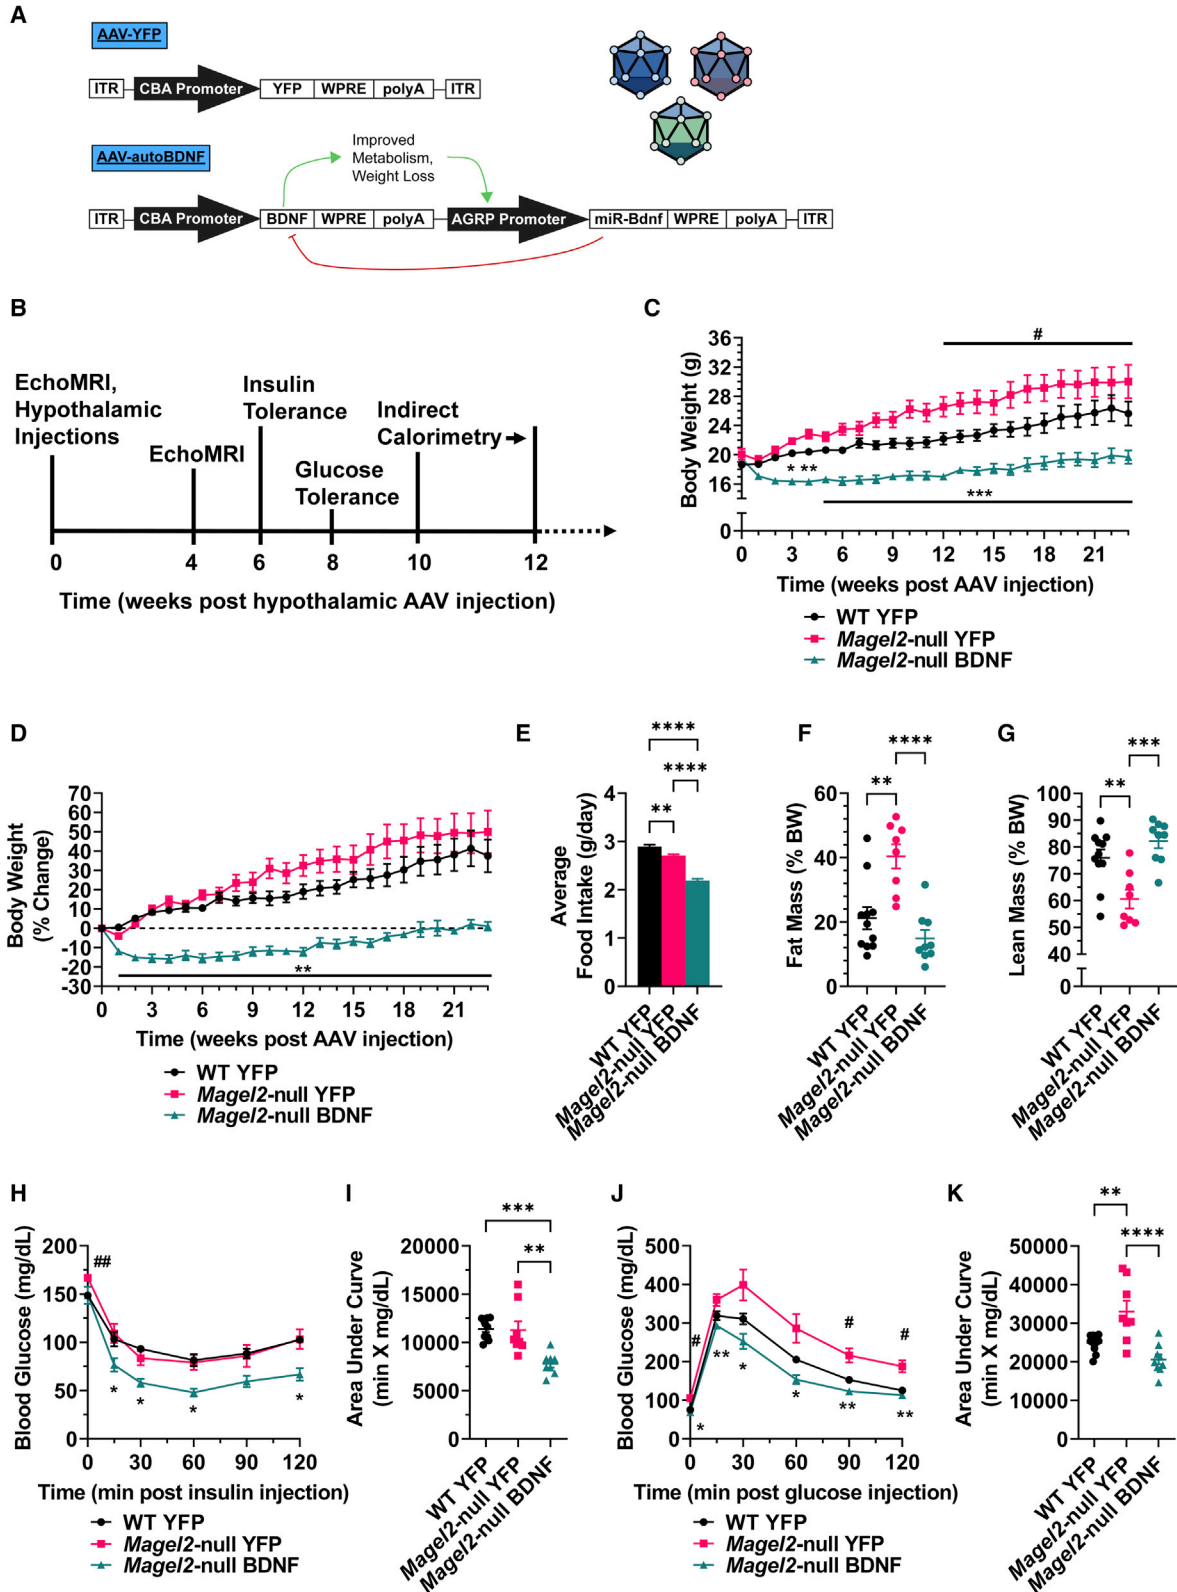 A
AAV-YFP
ITR CBA Promoter YFP WPRE polyA ITR
AAV-autoBDNF
Improved
Metabolism,
Weight Loss
ITR CBA Promoter BDNF WPRE polyA AGRP Promoter miR-Bdnf WPRE polyA ITR
B
EchoMRI,
Hypothalamic
Injections
EchoMRI
Insulin
Tolerance
Glucose
Tolerance
Indirect
Calorimetry
0 4 6 8 10 12
Time (weeks post hypothalamic AAV injection)
C
Body Weight (g)
36
32
28
24
20
16
0
#
* **
***
0 3 6 9 12 15 18 21
Time (weeks post AAV injection)
WT YFP
Magel2-null YFP
Magel2-null BDNF
D
Body Weight
(% Change)
70
60
50
40
30
20
10
0
-10
-20
-30
**
0 3 6 9 12 15 18 21
Time (weeks post AAV injection)
WT YFP
Magel2-null YFP
Magel2-null BDNF
E
Average
Food Intake (g/day)
****
****
**
4
3
2
1
0
WT YFP
Magel2-null YFP
Magel2-null BDNF
F
Fat Mass (% BW)
****
**
60
40
20
0
WT YFP
Magel2-null YFP
Magel2-null BDNF
G
Lean Mass (% BW)
***
**
100
90
80
70
60
50
40
0
WT YFP
Magel2-null YFP
Magel2-null BDNF
H
Blood Glucose (mg/dL)
200
150
100
50
0
##
* * * *
0 30 60 90 120
Time (min post insulin injection)
WT YFP
Magel2-null YFP
Magel2-null BDNF
I
Area Under Curve
(min X mg/dL)
***
**
20000
15000
10000
5000
0
WT YFP
Magel2-null YFP
Magel2-null BDNF
J
Blood Glucose (mg/dL)
500
400
300
200
100
0
# # #
* ** * * ** **
0 30 60 90 120
Time (min post glucose injection)
WT YFP
Magel2-null YFP
Magel2-null BDNF
K
Area Under Curve
(min X mg/dL)
**
****
50000
40000
30000
20000
10000
0
WT YFP
Magel2-null YFP
Magel2-null BDNF